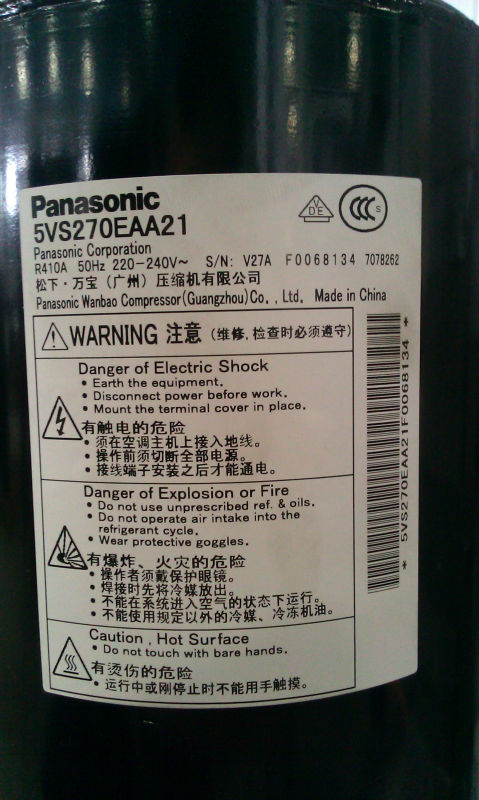 Panasonic
5VS270EAA21
Panasonic Corporation
R410A 50Hz 220-240V~ S/N: V27A F0068134 7078262
松下·万宝（广州）压缩机有限公司
Panasonic Wanbao Compressor(Guangzhou)Co., Ltd. Made in China
VDE
CCC S
WARNING 注意 (维修,检查时必须遵守)
Danger of Electric Shock
• Earth the equipment.
• Disconnect power before work.
• Mount the terminal cover in place.
有触电的危险
• 须在空调主机上接入地线。
• 操作前须切断全部电源。
• 接线端子安装之后才能通电。
Danger of Explosion or Fire
• Do not use unprescribed ref. & oils.
• Do not operate air intake into the
refrigerant cycle.
• Wear protective goggles.
有爆炸、火灾的危险
• 操作者须戴保护眼镜。
• 焊接时先将冷媒放出。
• 不能在系统进入空气的状态下运行。
• 不能使用规定以外的冷媒、冷冻机油。
Caution , Hot Surface
• Do not touch with bare hands.
有烫伤的危险
• 运行中或刚停止时不能用手触摸。
* 5VS270EAA21F0068134 *